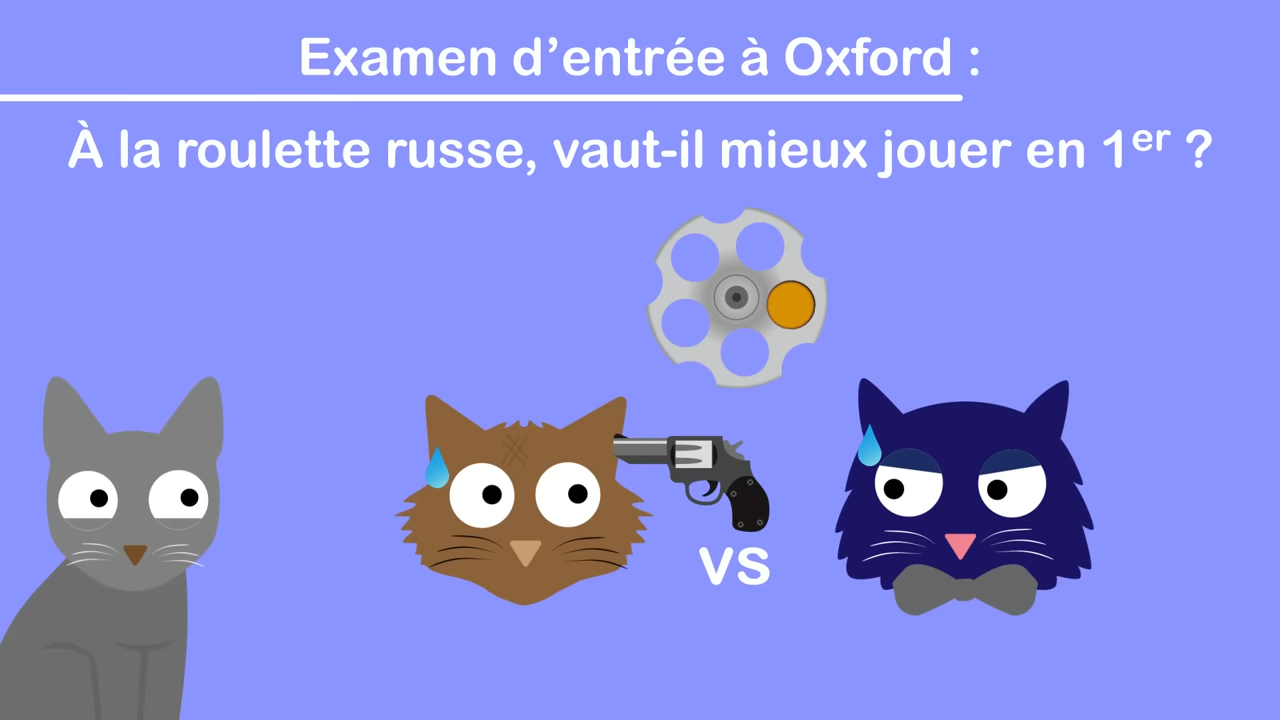 Examen d’entrée à Oxford :
À la roulette russe, vaut-il mieux jouer en 1er ?
vs